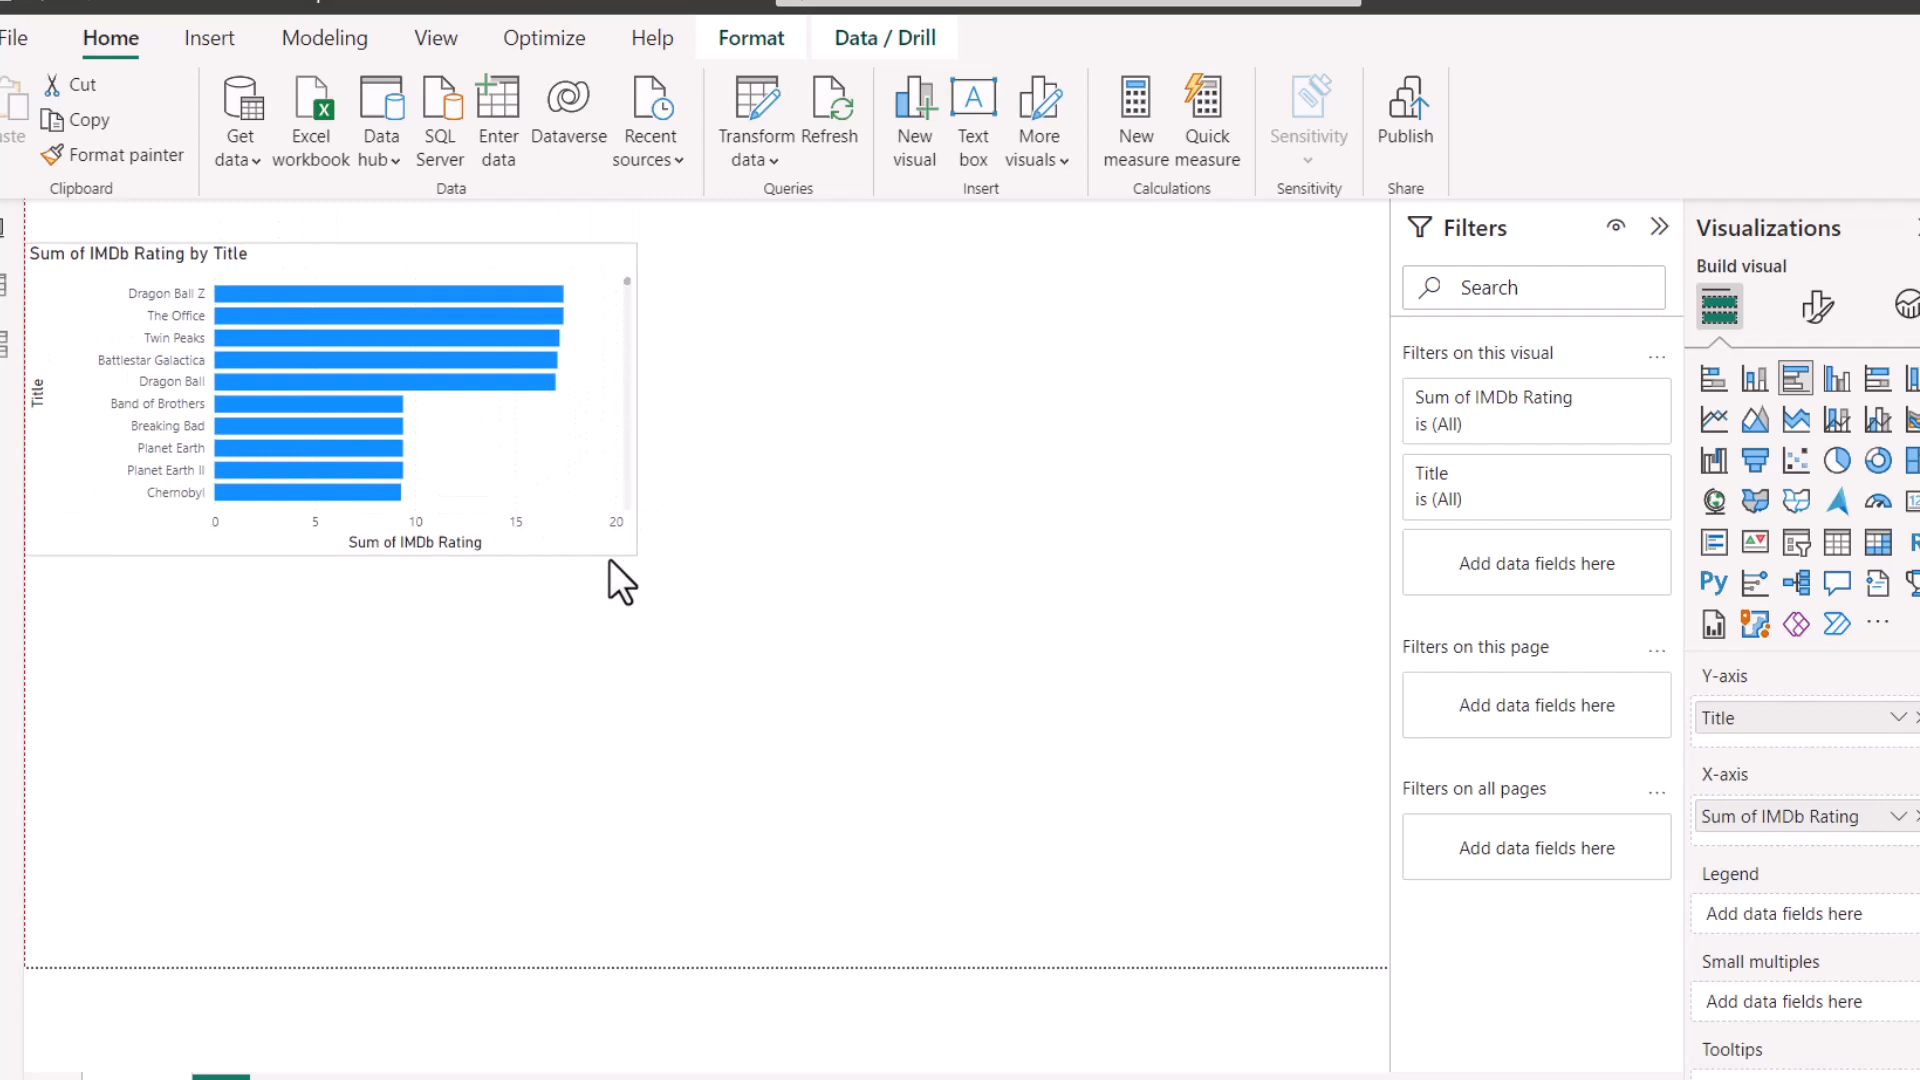 File
Home
Insert
Modeling
View
Optimize
Help
Format
Data / Drill
Cut
Copy
Format painter
Clipboard
Get data
Excel workbook
Data hub
SQL Server
Enter data
Dataverse
Recent sources
Data
Transform data
Refresh
Queries
New visual
Text box
More visuals
Insert
New measure
Quick measure
Calculations
Sensitivity
Sensitivity
Publish
Share
Sum of IMDb Rating by Title
Title
Dragon Ball Z
The Office
Twin Peaks
Battlestar Galactica
Dragon Ball
Band of Brothers
Breaking Bad
Planet Earth
Planet Earth II
Chernobyl
0 5 10 15 20
Sum of IMDb Rating
Filters
Search
Filters on this visual
...
Sum of IMDb Rating
is (All)
Title
is (All)
Add data fields here
Filters on this page
...
Add data fields here
Filters on all pages
...
Add data fields here
Visualizations
Build visual
Py
...
Y-axis
Title
X-axis
Sum of IMDb Rating
Legend
Add data fields here
Small multiples
Add data fields here
Tooltips